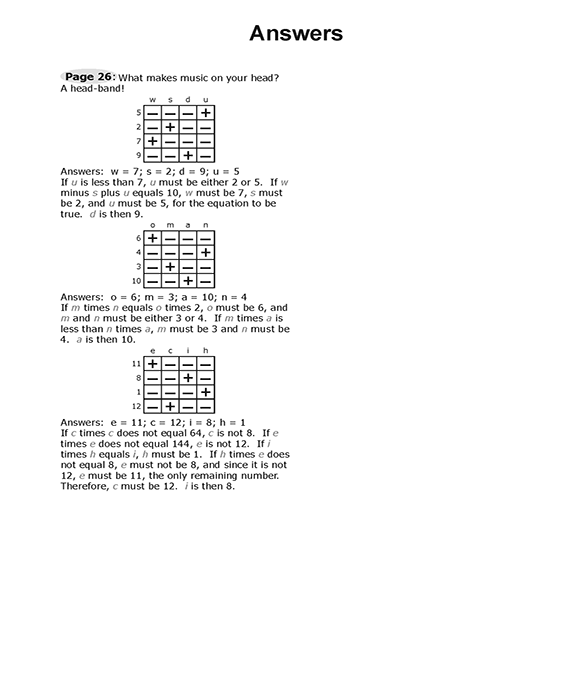 Answers
Page 26: What makes music on your head?
A head-band!
w s d u
5 — — — +
2 — + — —
7 + — — —
9 — — + —
Answers: w = 7; s = 2; d = 9; u = 5
If u is less than 7, u must be either 2 or 5. If w
minus s plus u equals 10, w must be 7, s must
be 2, and u must be 5, for the equation to be
true. d is then 9.
o m a n
6 + — — —
4 — — — +
3 — + — —
10 — — + —
Answers: o = 6; m = 3; a = 10; n = 4
If m times n equals o times 2, o must be 6, and
m and n must be either 3 or 4. If m times a is
less than n times a, m must be 3 and n must be
4. a is then 10.
e c i h
11 + — — —
8 — — + —
1 — — — +
12 — + — —
Answers: e = 11; c = 12; i = 8; h = 1
If c times c does not equal 64, c is not 8. If e
times e does not equal 144, e is not 12. If i
times h equals i, h must be 1. If h times e does
not equal 8, e must not be 8, and since it is not
12, e must be 11, the only remaining number.
Therefore, c must be 12. i is then 8.